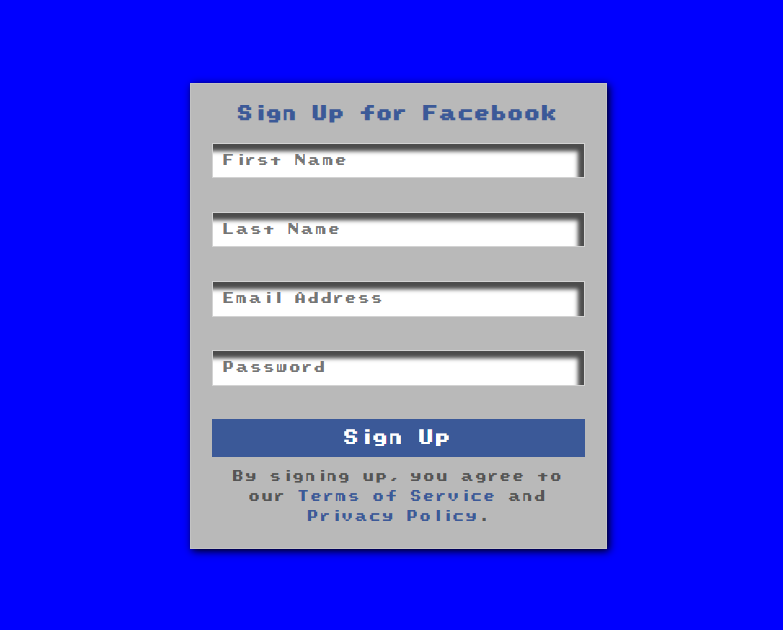 Sign Up for Facebook
First Name
Last Name
Email Address
Password
Sign Up
By signing up, you agree to
our Terms of Service and
Privacy Policy.